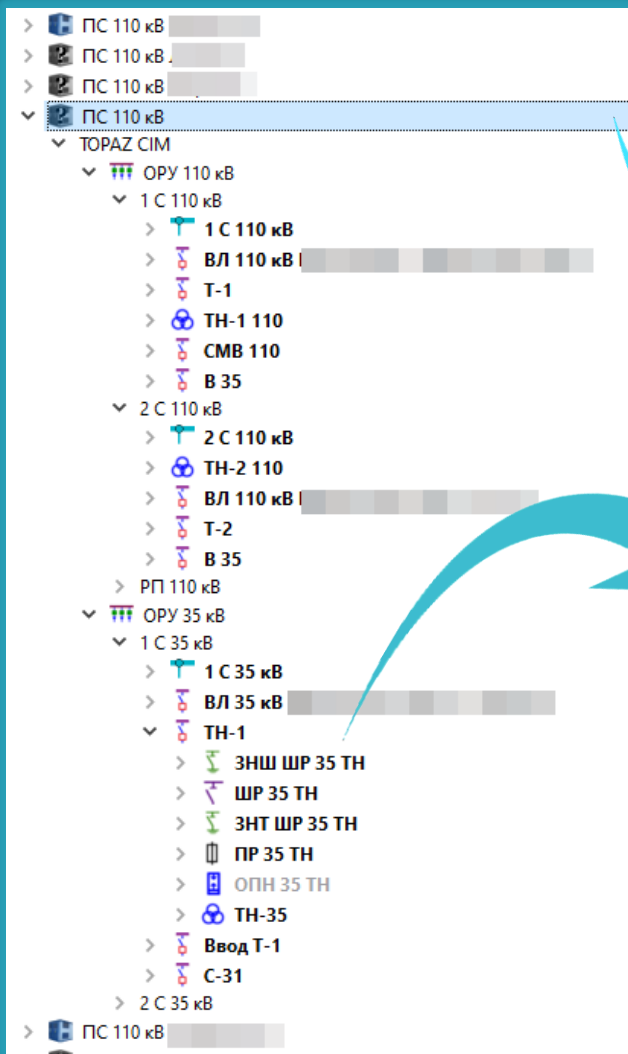 ПС 110 кВ
ПС 110 кВ
ПС 110 кВ
ПС 110 кВ
TOPAZ CIM
ОРУ 110 кВ
1 С 110 кВ
1 С 110 кВ
ВЛ 110 кВ
Т-1
ТН-1 110
СМВ 110
В 35
2 С 110 кВ
2 С 110 кВ
ТН-2 110
ВЛ 110 кВ
Т-2
В 35
РП 110 кВ
ОРУ 35 кВ
1 С 35 кВ
1 С 35 кВ
ВЛ 35 кВ
ТН-1
ЗНШ ШР 35 ТН
ШР 35 ТН
ЗНТ ШР 35 ТН
ПР 35 ТН
ОПН 35 ТН
ТН-35
Ввод Т-1
С-31
2 С 35 кВ
ПС 110 кВ